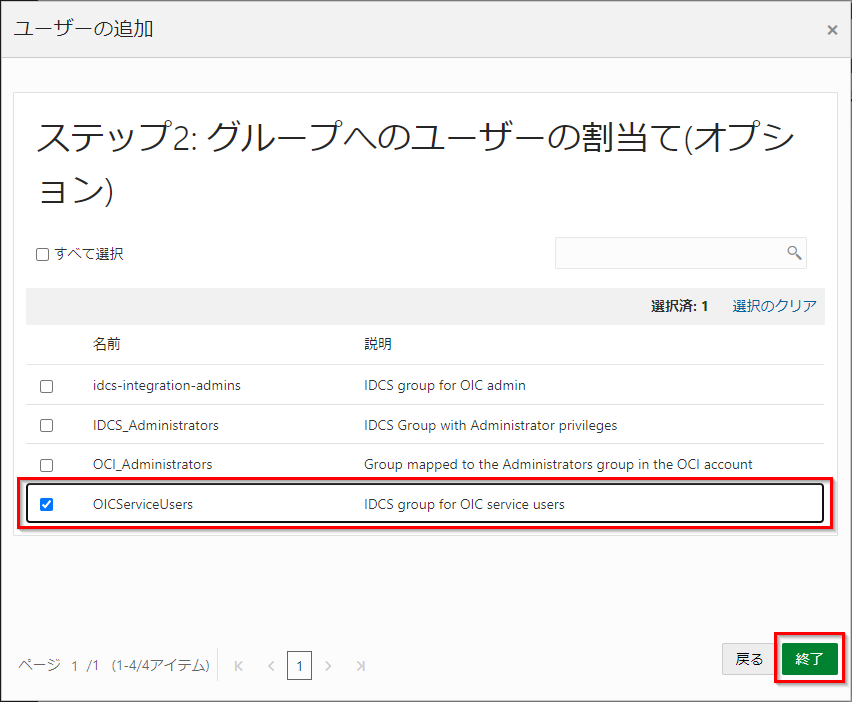 ユーザーの追加
×
ステップ2: グループへのユーザーの割当て(オプシ
ョン)
すべて選択
選択済: 1 選択のクリア
名前 説明
idcs-integration-admins IDCS group for OIC admin
IDCS_Administrators IDCS Group with Administrator privileges
OCI_Administrators Group mapped to the Administrators group in the OCI account
OICServiceUsers IDCS group for OIC service users
ページ 1 /1 (1-4/4アイテム) 1
戻る 終了